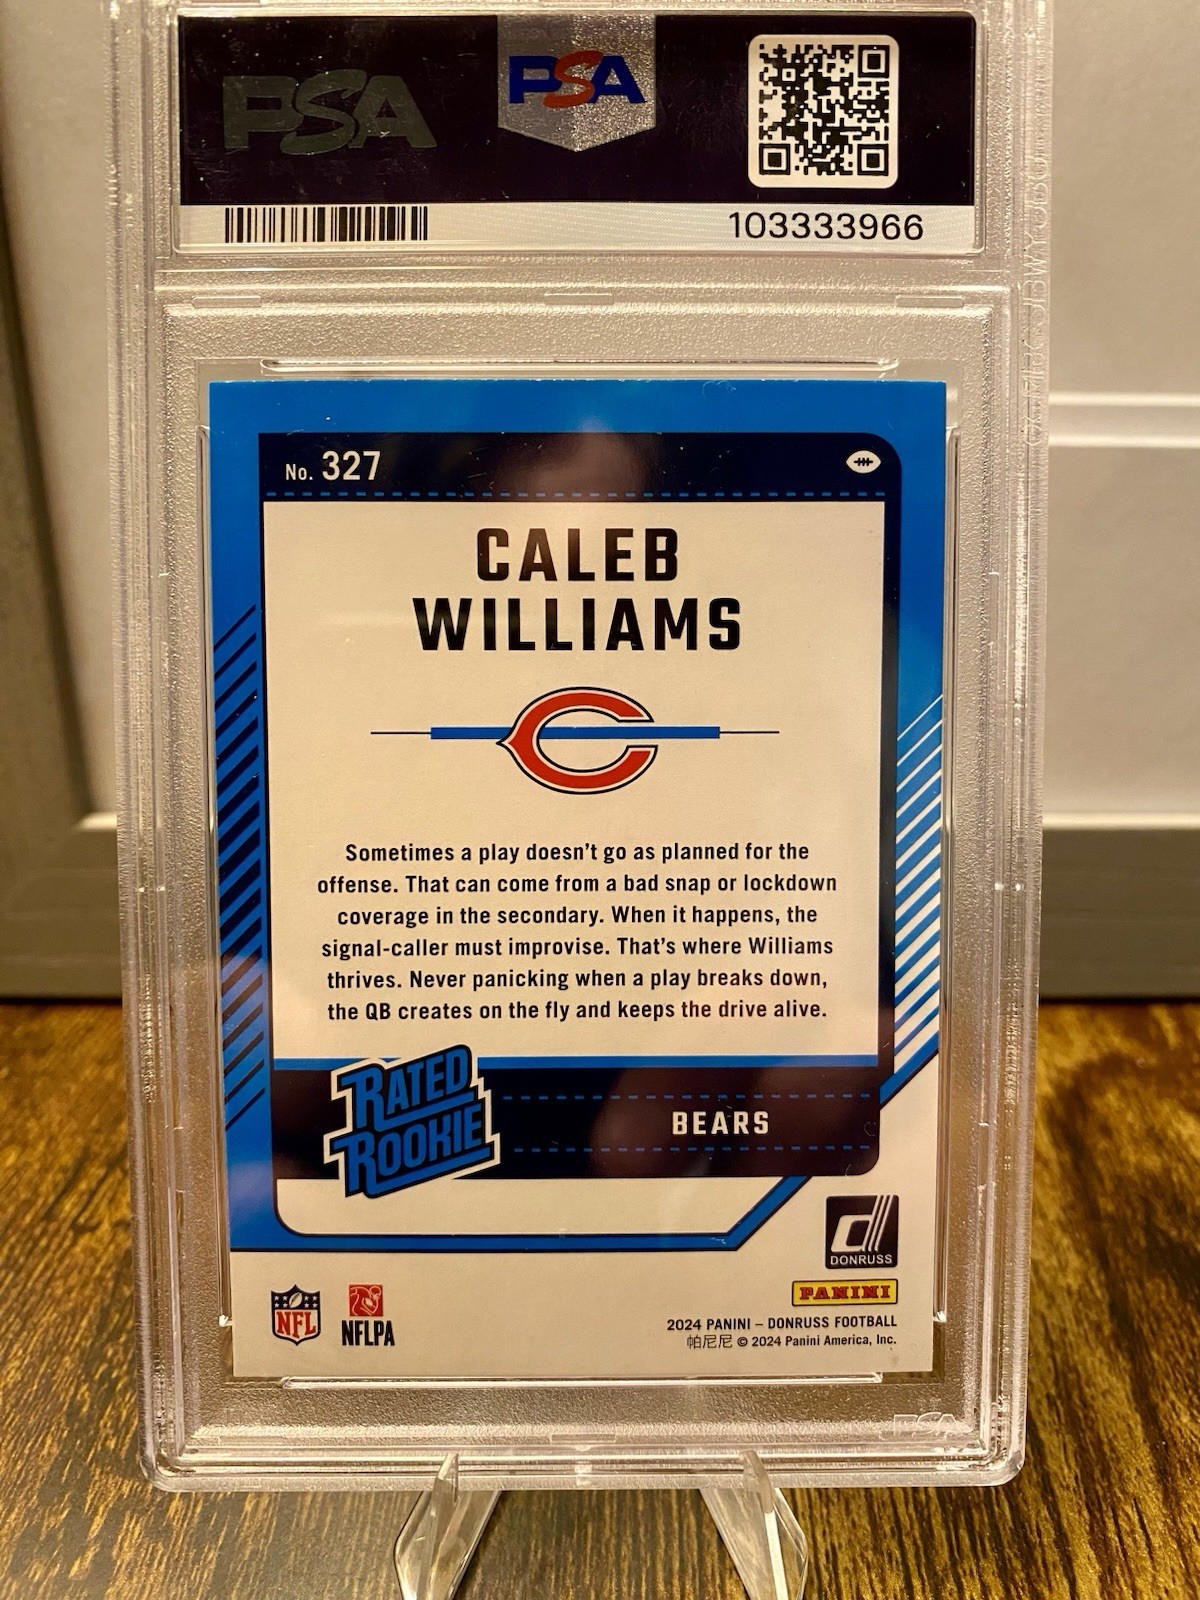 PSA
PSA
103333966
No. 327
CALEB
WILLIAMS
Sometimes a play doesn't go as planned for the
offense. That can come from a bad snap or lockdown
coverage in the secondary. When it happens, the
signal-caller must improvise. That's where Williams
thrives. Never panicking when a play breaks down,
the QB creates on the fly and keeps the drive alive.
RATED
ROOKIE
BEARS
d
DONRUSS
PANINI
NFL
NFLPA
2024 PANINI – DONRUSS FOOTBALL
帕尼尼 © 2024 Panini America, Inc.
PSA